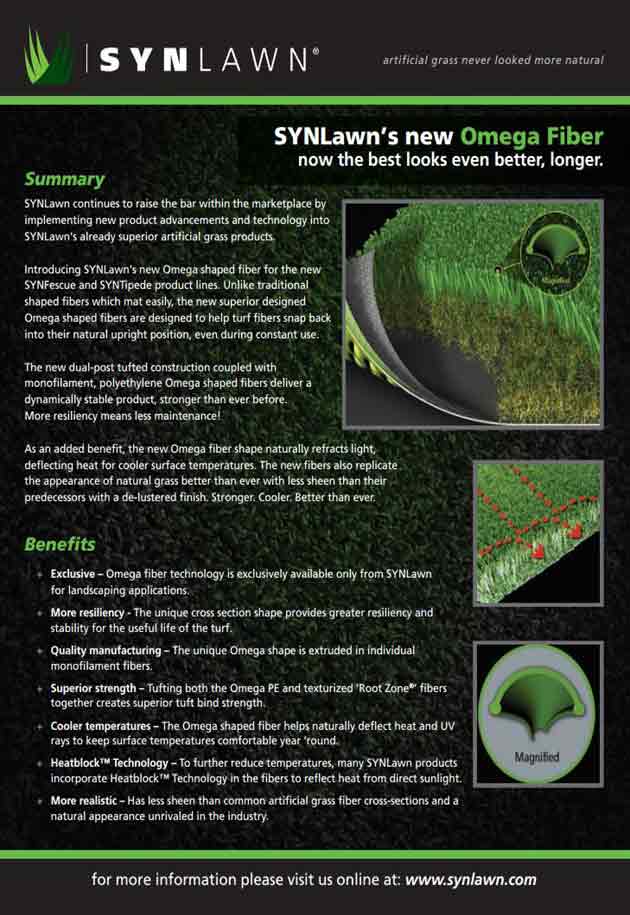 SYNLAWN®
artificial grass never looked more natural
SYNLawn's new Omega Fiber
now the best looks even better, longer.
Summary
SYNLawn continues to raise the bar within the marketplace by
implementing new product advancements and technology into
SYNLawn's already superior artificial grass products.
Introducing SYNLawn's new Omega shaped fiber for the new
SYNFescue and SYNTipede product lines. Unlike traditional
shaped fibers which mat easily, the new superior designed
Omega shaped fibers are designed to help turf fibers snap back
into their natural upright position, even during constant use.
The new dual-post tufted construction coupled with
monofilament, polyethylene Omega shaped fibers deliver a
dynamically stable product, stronger than ever before.
More resiliency means less maintenance!
As an added benefit, the new Omega fiber shape naturally refracts light,
deflecting heat for cooler surface temperatures. The new fibers also replicate
the appearance of natural grass better than ever with less sheen than their
predecessors with a de-lustered finish. Stronger. Cooler. Better than ever.
Magnified
Benefits
+ Exclusive – Omega fiber technology is exclusively available only from SYNLawn
for landscaping applications.
+ More resiliency - The unique cross section shape provides greater resiliency and
stability for the useful life of the turf.
+ Quality manufacturing – The unique Omega shape is extruded in individual
monofilament fibers.
+ Superior strength – Tufting both the Omega PE and texturized 'Root Zone®' fibers
together creates superior tuft bind strength.
+ Cooler temperatures – The Omega shaped fiber helps naturally deflect heat and UV
rays to keep surface temperatures comfortable year 'round.
+ Heatblock™ Technology – To further reduce temperatures, many SYNLawn products
incorporate Heatblock™ Technology in the fibers to reflect heat from direct sunlight.
+ More realistic – Has less sheen than common artificial grass fiber cross-sections and a
natural appearance unrivaled in the industry.
Magnified
for more information please visit us online at: www.synlawn.com